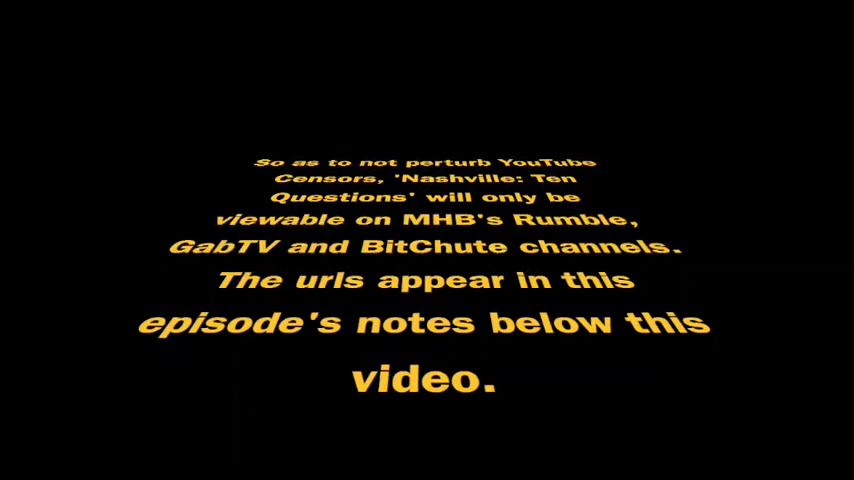 So as to not perturb YouTube
Censors, 'Nashville: Ten
Questions' will only be
viewable on MHB's Rumble,
GabTV and BitChute channels.
The urls appear in this
episode's notes below this
video.